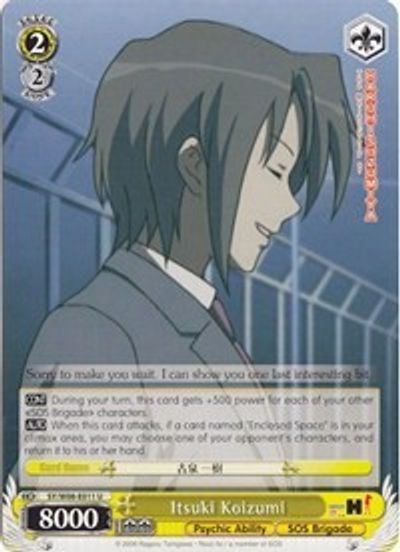 2
2
Sorry to make you wait. I can show you one last interesting bit.
CONT During your turn, this card gets +500 power for each of your other
«SOS Brigade» characters.
AUTO When this card attacks, if a card named "Enclosed Space" is in your
climax area, you may choose one of your opponent's characters, and return
it to his or her hand.
Card Name 古泉 一樹
SY/W08-E011 U
8000
Itsuki Koizumi
Psychic Ability
SOS Brigade